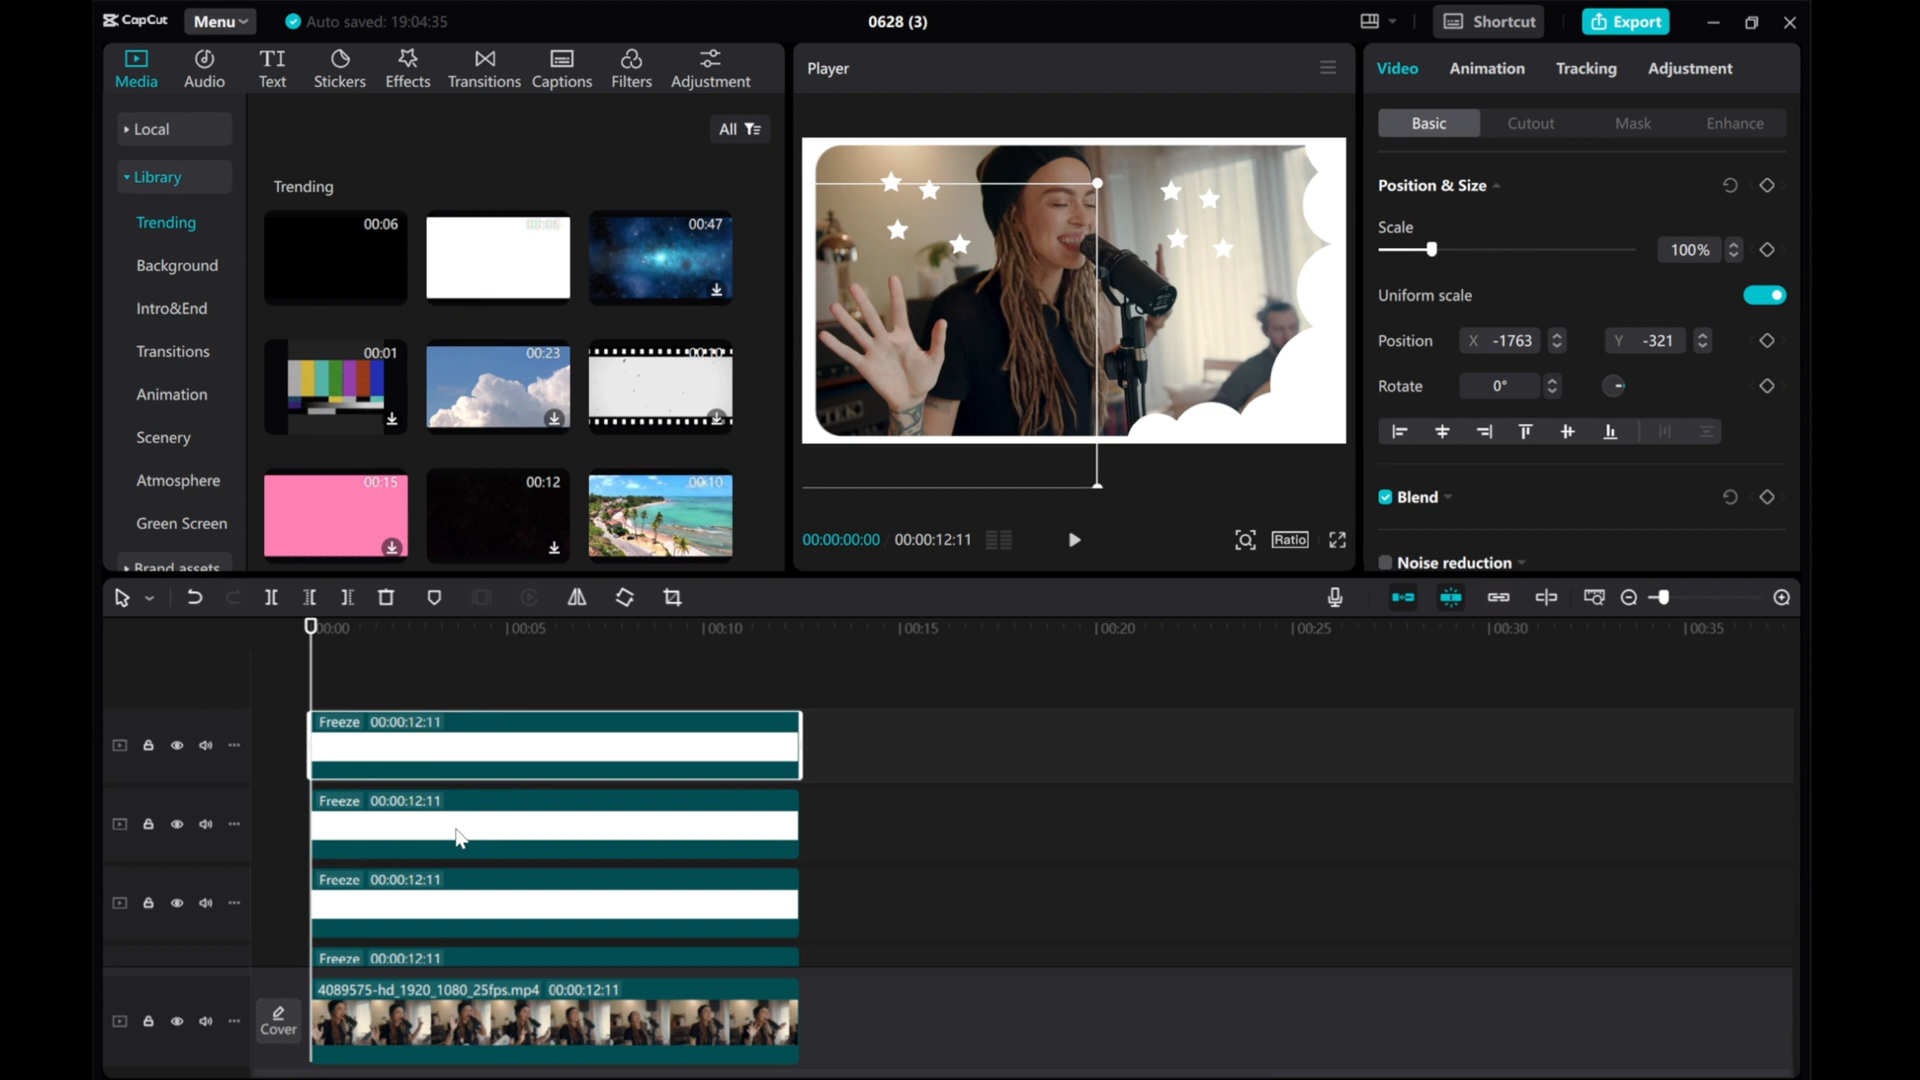 CapCut
Menu
Auto saved: 19:04:35
0628 (3)
Shortcut
Export
Media
Audio
Text
Stickers
Effects
Transitions
Captions
Filters
Adjustment
Local
Library
Trending
Background
Intro&End
Transitions
Animation
Scenery
Atmosphere
Green Screen
Brand assets
All
Trending
00:06
00:06
00:47
00:01
00:23
00:10
00:15
00:12
00:10
Player
00:00:00:00 / 00:00:12:11
Ratio
Video
Animation
Tracking
Adjustment
Basic
Cutout
Mask
Enhance
Position & Size
Scale
100%
Uniform scale
Position X -1763 Y -321
Rotate 0°
Blend
Noise reduction
00:00 |00:05 |00:10 |00:15 |00:20 |00:25 |00:30 |00:35
Freeze 00:00:12:11
Freeze 00:00:12:11
Freeze 00:00:12:11
Freeze 00:00:12:11
4089575-hd_1920_1080_25fps.mp4 00:00:12:11
Cover